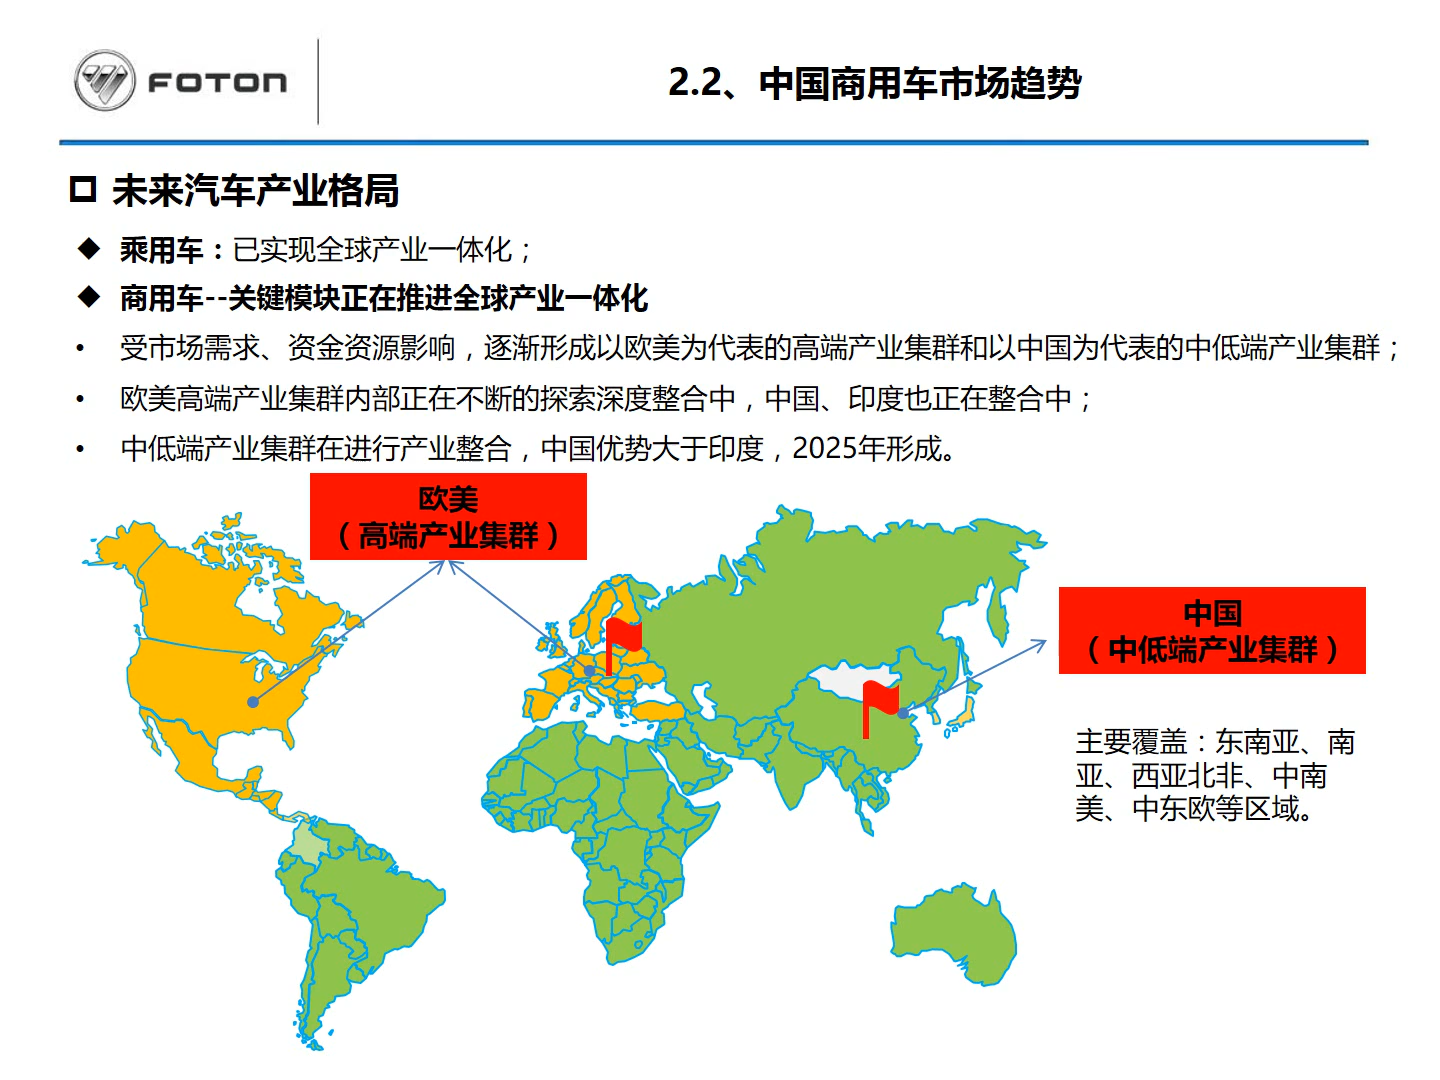 FOTON
2.2、中国商用车市场趋势
未来汽车产业格局
◆ 乘用车：已实现全球产业一体化；
◆ 商用车--关键模块正在推进全球产业一体化
• 受市场需求、资金资源影响，逐渐形成以欧美为代表的高端产业集群和以中国为代表的中低端产业集群；
• 欧美高端产业集群内部正在不断的探索深度整合中，中国、印度也正在整合中；
• 中低端产业集群在进行产业整合，中国优势大于印度，2025年形成。
欧美
（高端产业集群）
中国
（中低端产业集群）
主要覆盖：东南亚、南
亚、西亚北非、中南
美、中东欧等区域。